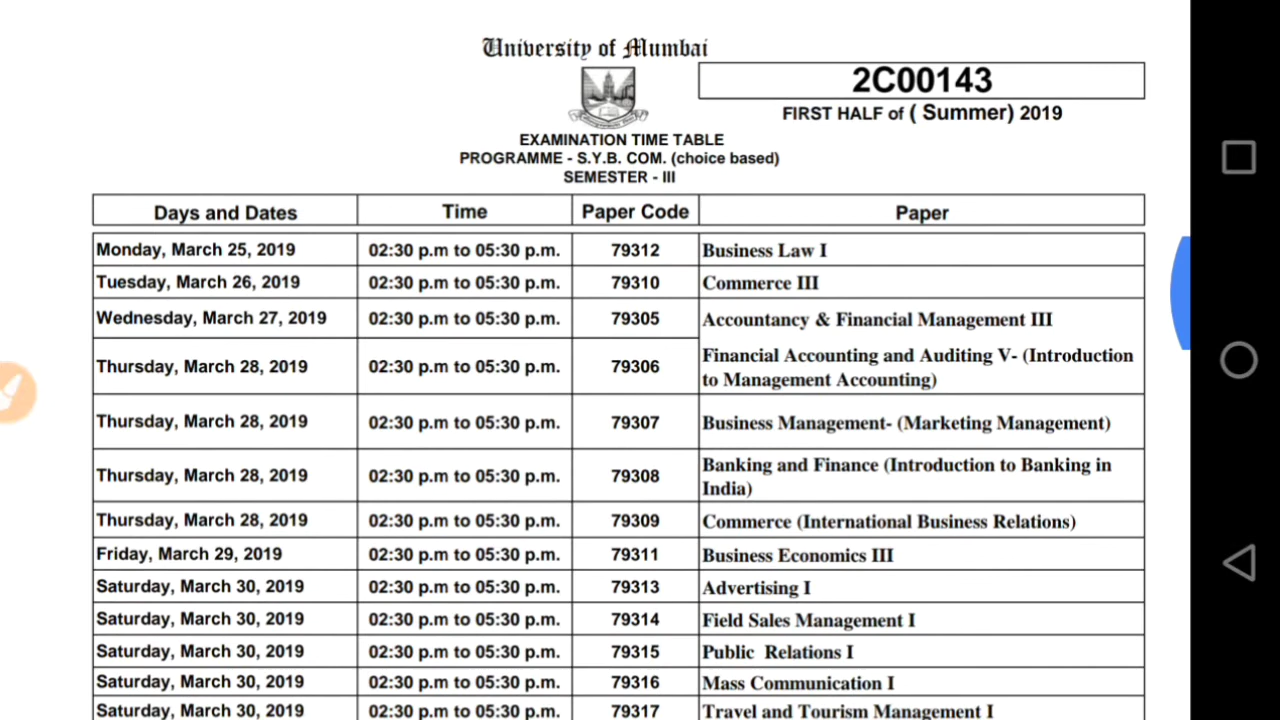 University of Mumbai
2C00143
FIRST HALF of ( Summer) 2019
EXAMINATION TIME TABLE
PROGRAMME - S.Y.B. COM. (choice based)
SEMESTER - III
Days and Dates Time Paper Code Paper
Monday, March 25, 2019 02:30 p.m to 05:30 p.m. 79312 Business Law I
Tuesday, March 26, 2019 02:30 p.m to 05:30 p.m. 79310 Commerce III
Wednesday, March 27, 2019 02:30 p.m to 05:30 p.m. 79305 Accountancy & Financial Management III
Thursday, March 28, 2019 02:30 p.m to 05:30 p.m. 79306 Financial Accounting and Auditing V- (Introduction
to Management Accounting)
Thursday, March 28, 2019 02:30 p.m to 05:30 p.m. 79307 Business Management- (Marketing Management)
Thursday, March 28, 2019 02:30 p.m to 05:30 p.m. 79308 Banking and Finance (Introduction to Banking in
India)
Thursday, March 28, 2019 02:30 p.m to 05:30 p.m. 79309 Commerce (International Business Relations)
Friday, March 29, 2019 02:30 p.m to 05:30 p.m. 79311 Business Economics III
Saturday, March 30, 2019 02:30 p.m to 05:30 p.m. 79313 Advertising I
Saturday, March 30, 2019 02:30 p.m to 05:30 p.m. 79314 Field Sales Management I
Saturday, March 30, 2019 02:30 p.m to 05:30 p.m. 79315 Public Relations I
Saturday, March 30, 2019 02:30 p.m to 05:30 p.m. 79316 Mass Communication I
Saturday, March 30, 2019 02:30 p.m to 05:30 p.m. 79317 Travel and Tourism Management I